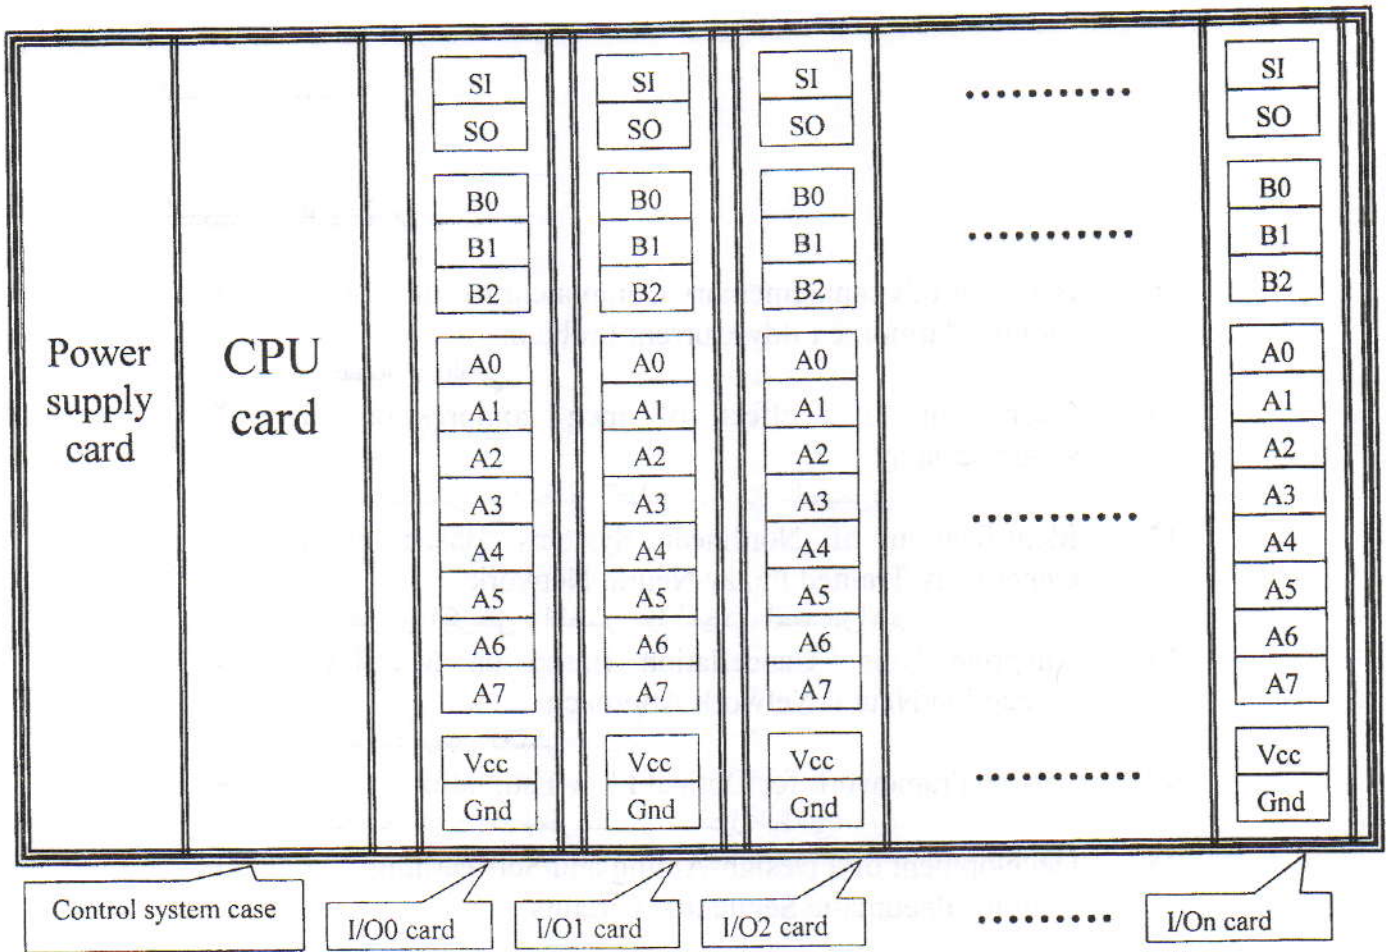 Power
supply
card
CPU
card
SI
SO
B0
B1
B2
A0
A1
A2
A3
A4
A5
A6
A7
Vcc
Gnd
SI
SO
B0
B1
B2
A0
A1
A2
A3
A4
A5
A6
A7
Vcc
Gnd
SI
SO
B0
B1
B2
A0
A1
A2
A3
A4
A5
A6
A7
Vcc
Gnd
SI
SO
B0
B1
B2
A0
A1
A2
A3
A4
A5
A6
A7
Vcc
Gnd
Control system case
I/O0 card
I/O1 card
I/O2 card
I/On card